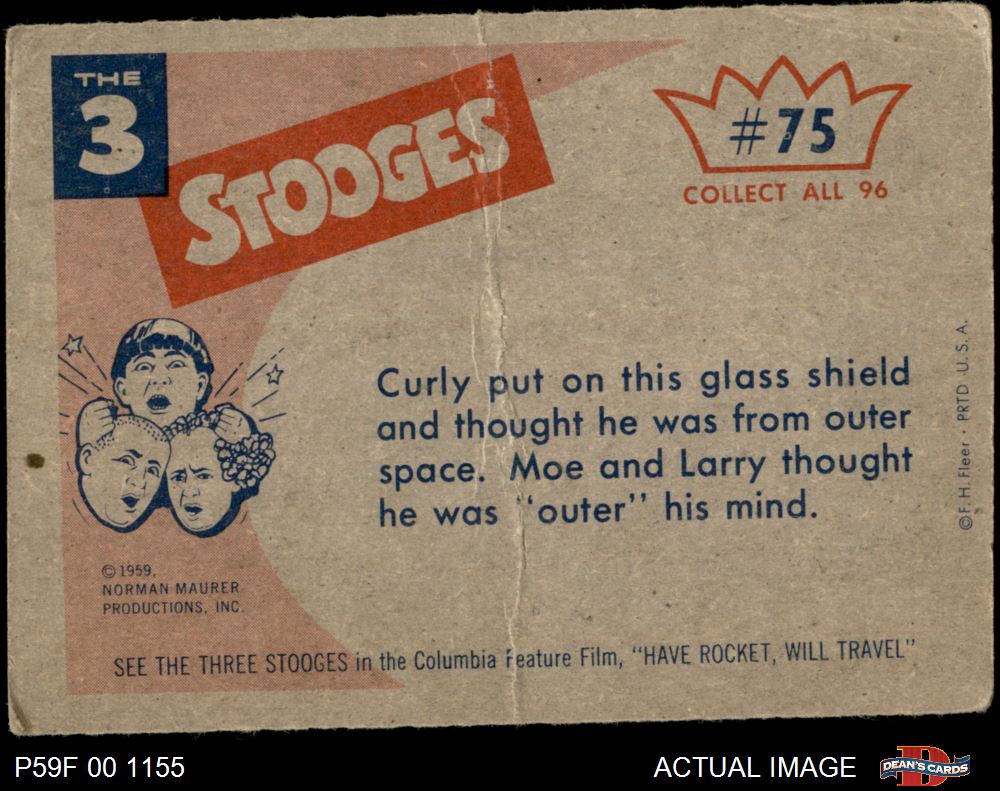 THE
3
STOOGES
#75
COLLECT ALL 96
Curly put on this glass shield
and thought he was from outer
space. Moe and Larry thought
he was "outer" his mind.
© F. H. Fleer • PRTD U. S. A.
© 1959,
NORMAN MAURER
PRODUCTIONS, INC.
SEE THE THREE STOOGES in the Columbia Feature Film, "HAVE ROCKET, WILL TRAVEL"
P59F 00 1155
ACTUAL IMAGE
DEAN'S CARDS